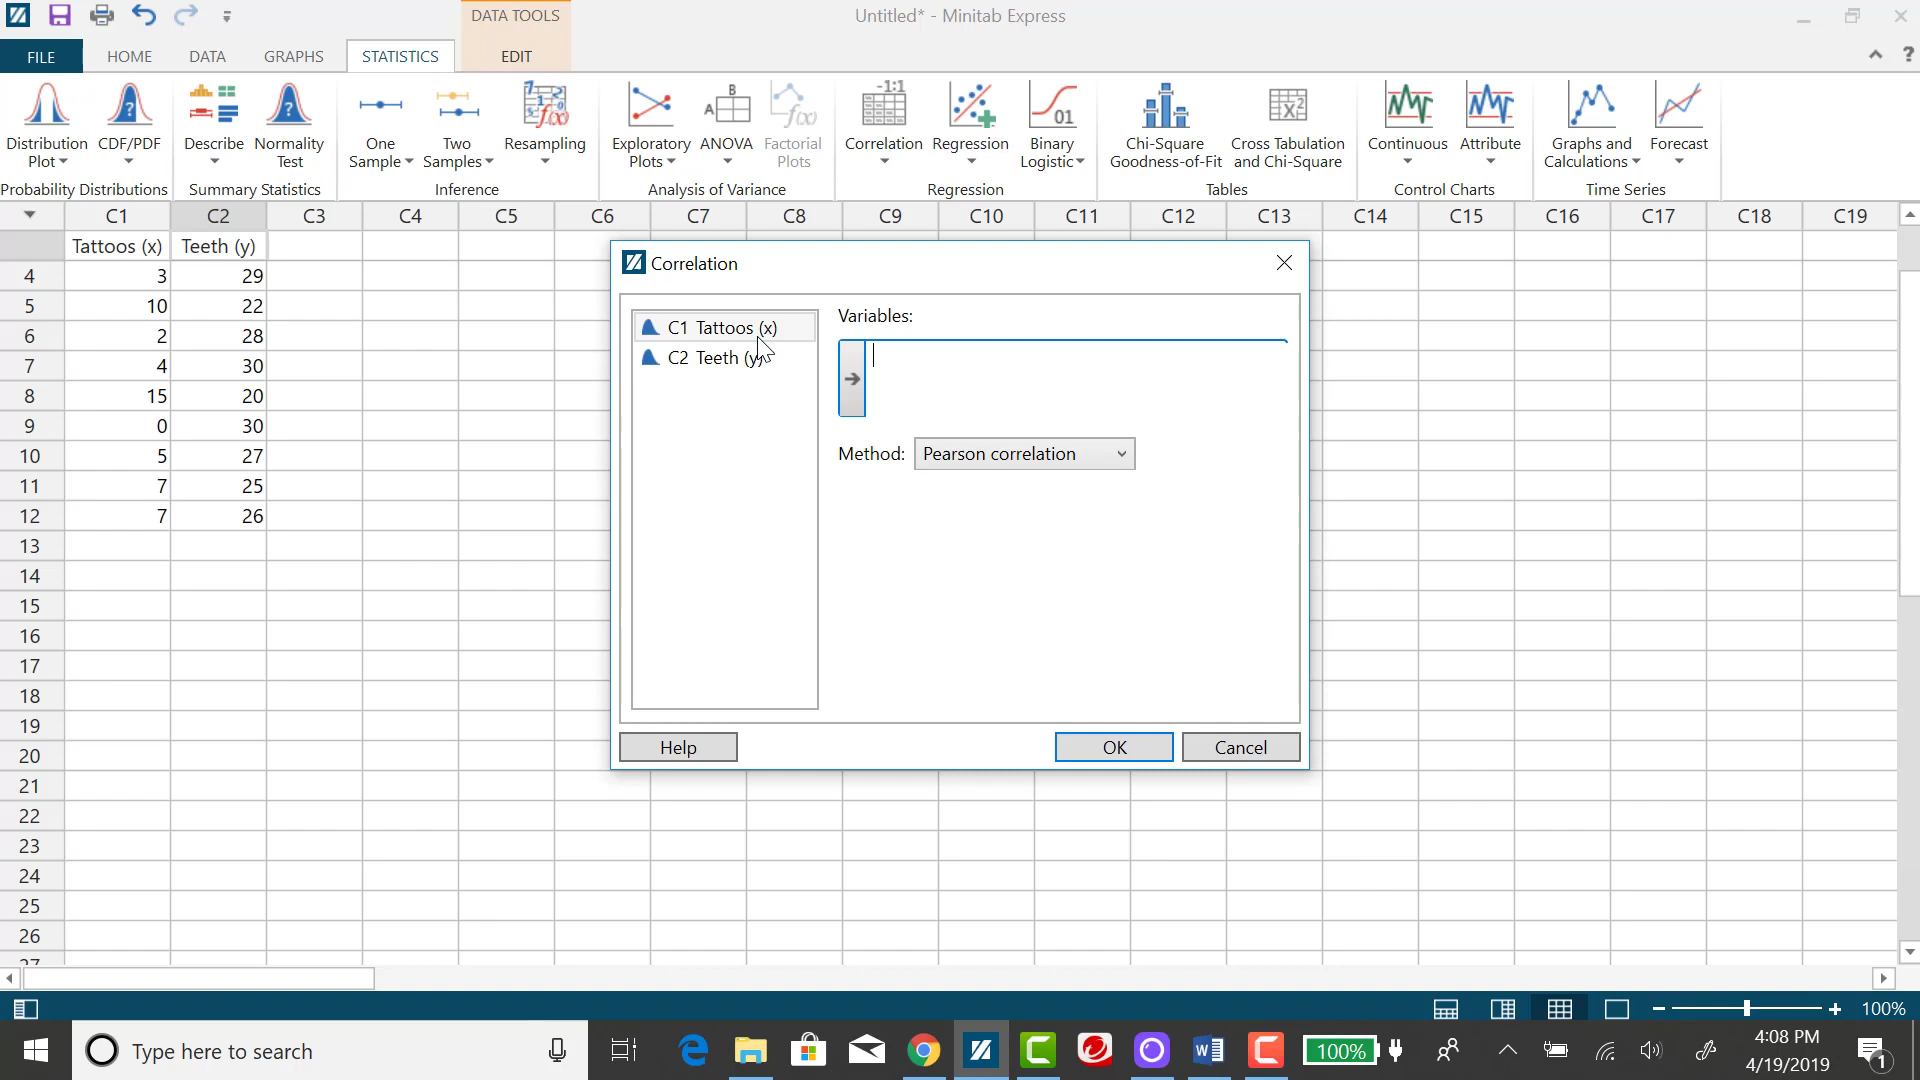 DATA TOOLS
Untitled* - Minitab Express
FILE HOME DATA GRAPHS STATISTICS EDIT
?
Distribution Plot
CDF/PDF
Describe
Normality Test
One Sample
Two Samples
Resampling
Exploratory Plots
ANOVA
Factorial Plots
Correlation
Regression
Binary Logistic
Chi-Square Goodness-of-Fit
Cross Tabulation and Chi-Square
Continuous
Attribute
Graphs and Calculations
Forecast
Probability Distributions Summary Statistics Inference Analysis of Variance Regression Tables Control Charts Time Series
C1 C2 C3 C4 C5 C6 C7 C8 C9 C10 C11 C12 C13 C14 C15 C16 C17 C18 C19
Tattoos (x) Teeth (y)
4 3 29
5 10 22
6 2 28
7 4 30
8 15 20
9 0 30
10 5 27
11 7 25
12 7 26
13
14
15
16
17
18
19
20
21
22
23
24
25
26
27
Correlation
C1 Tattoos (x)
C2 Teeth (y)
Variables:
Method: Pearson correlation
Help OK Cancel
100%
Type here to search
100%
4:08 PM
4/19/2019
1